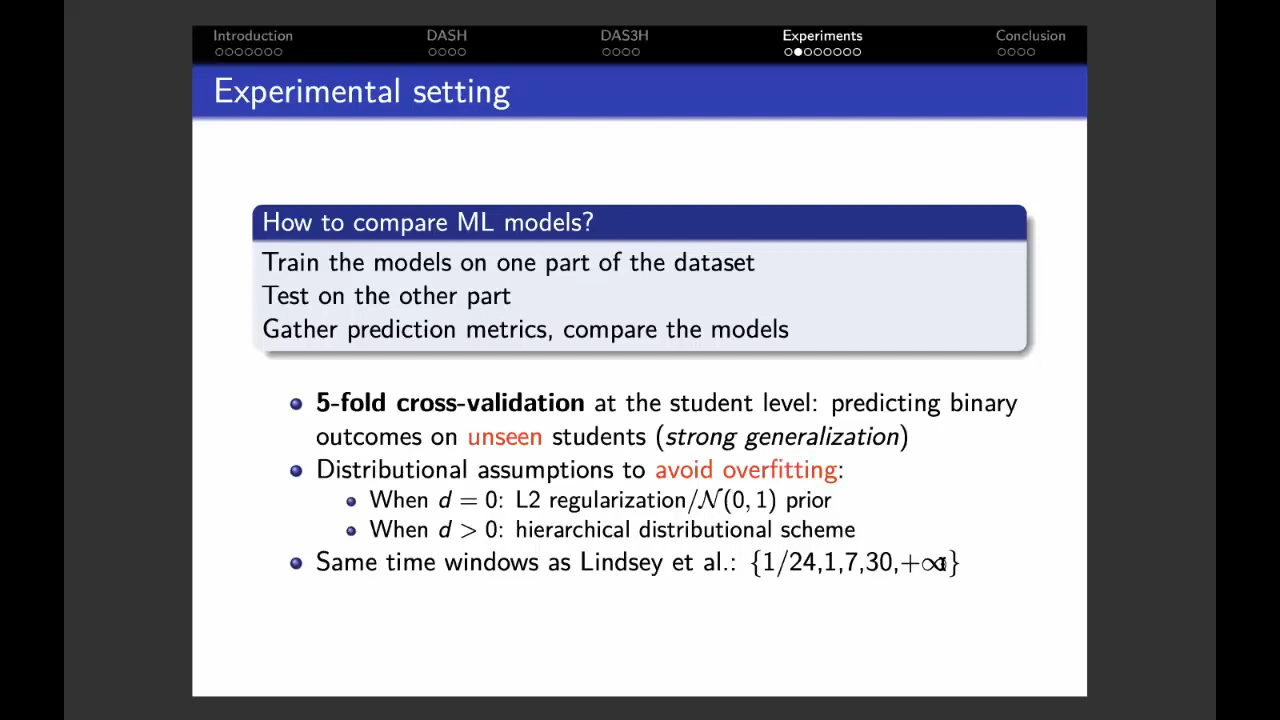 Introduction DASH DAS3H Experiments Conclusion
Experimental setting
How to compare ML models?
Train the models on one part of the dataset
Test on the other part
Gather prediction metrics, compare the models
5-fold cross-validation at the student level: predicting binary
outcomes on unseen students (strong generalization)
Distributional assumptions to avoid overfitting:
When d = 0: L2 regularization/𝒩(0, 1) prior
When d > 0: hierarchical distributional scheme
Same time windows as Lindsey et al.: {1/24,1,7,30,+∞}